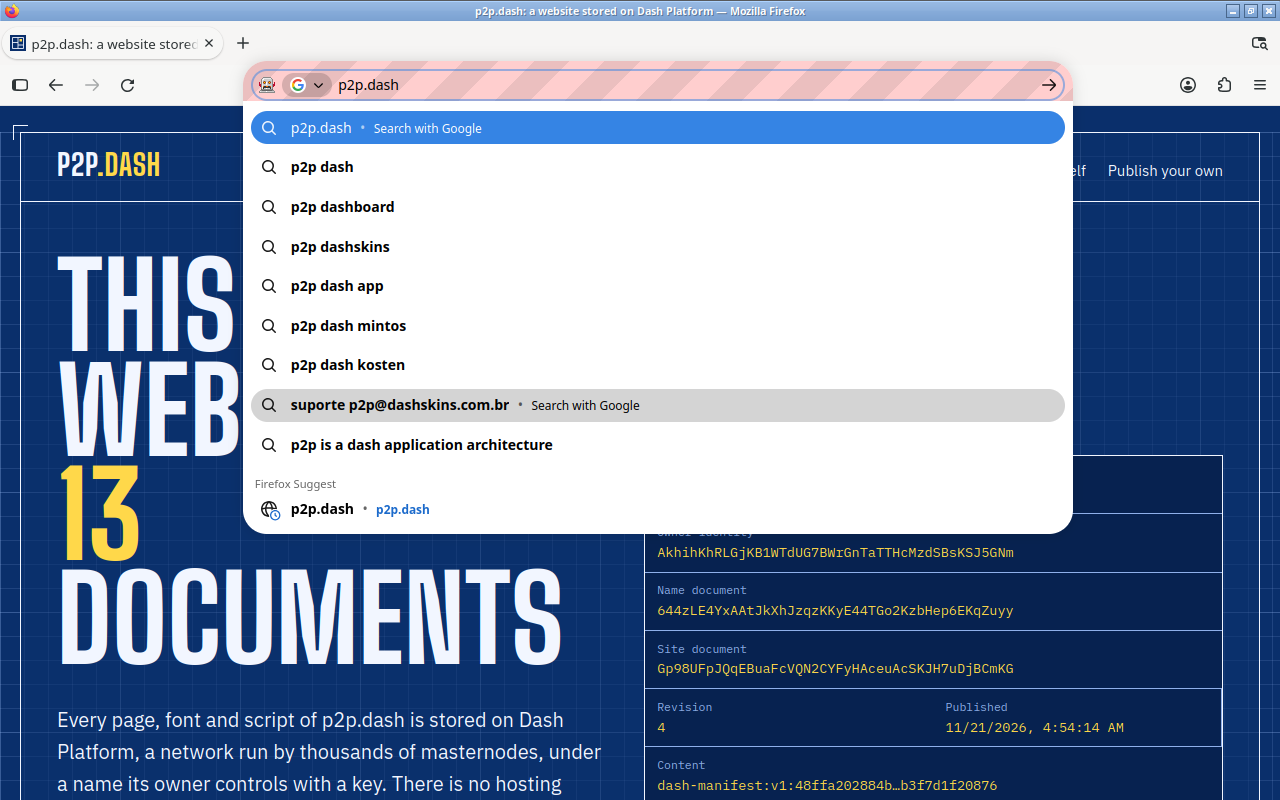 p2p.dash: a website stored on Dash Platform — Mozilla Firefox
p2p.dash: a website stored
p2p.dash
p2p.dash • Search with Google
p2p dash
p2p dashboard
p2p dashskins
p2p dash app
p2p dash mintos
p2p dash kosten
suporte p2p@dashskins.com.br • Search with Google
p2p is a dash application architecture
Firefox Suggest
p2p.dash • p2p.dash
P2P.DASH
elf Publish your own
THIS
WEB
13
DOCUMENTS
Every page, font and script of p2p.dash is stored on Dash
Platform, a network run by thousands of masternodes, under
a name its owner controls with a key. There is no hosting
Owner identity
AkhihKhRLGjKB1WTdUG7BWrGnTaTTHcMzdSBsKSJ5GNm
Name document
644zLE4YxAAtJkXhJzqzKKyE44TGo2KzbHep6EKqZuyy
Site document
Gp98UFpJQqEBuaFcVQN2CYFyHAceuAcSKJH7uDjBCmKG
Revision Published
4 11/21/2026, 4:54:14 AM
Content
dash-manifest:v1:48ffa202884b…b3f7d1f20876